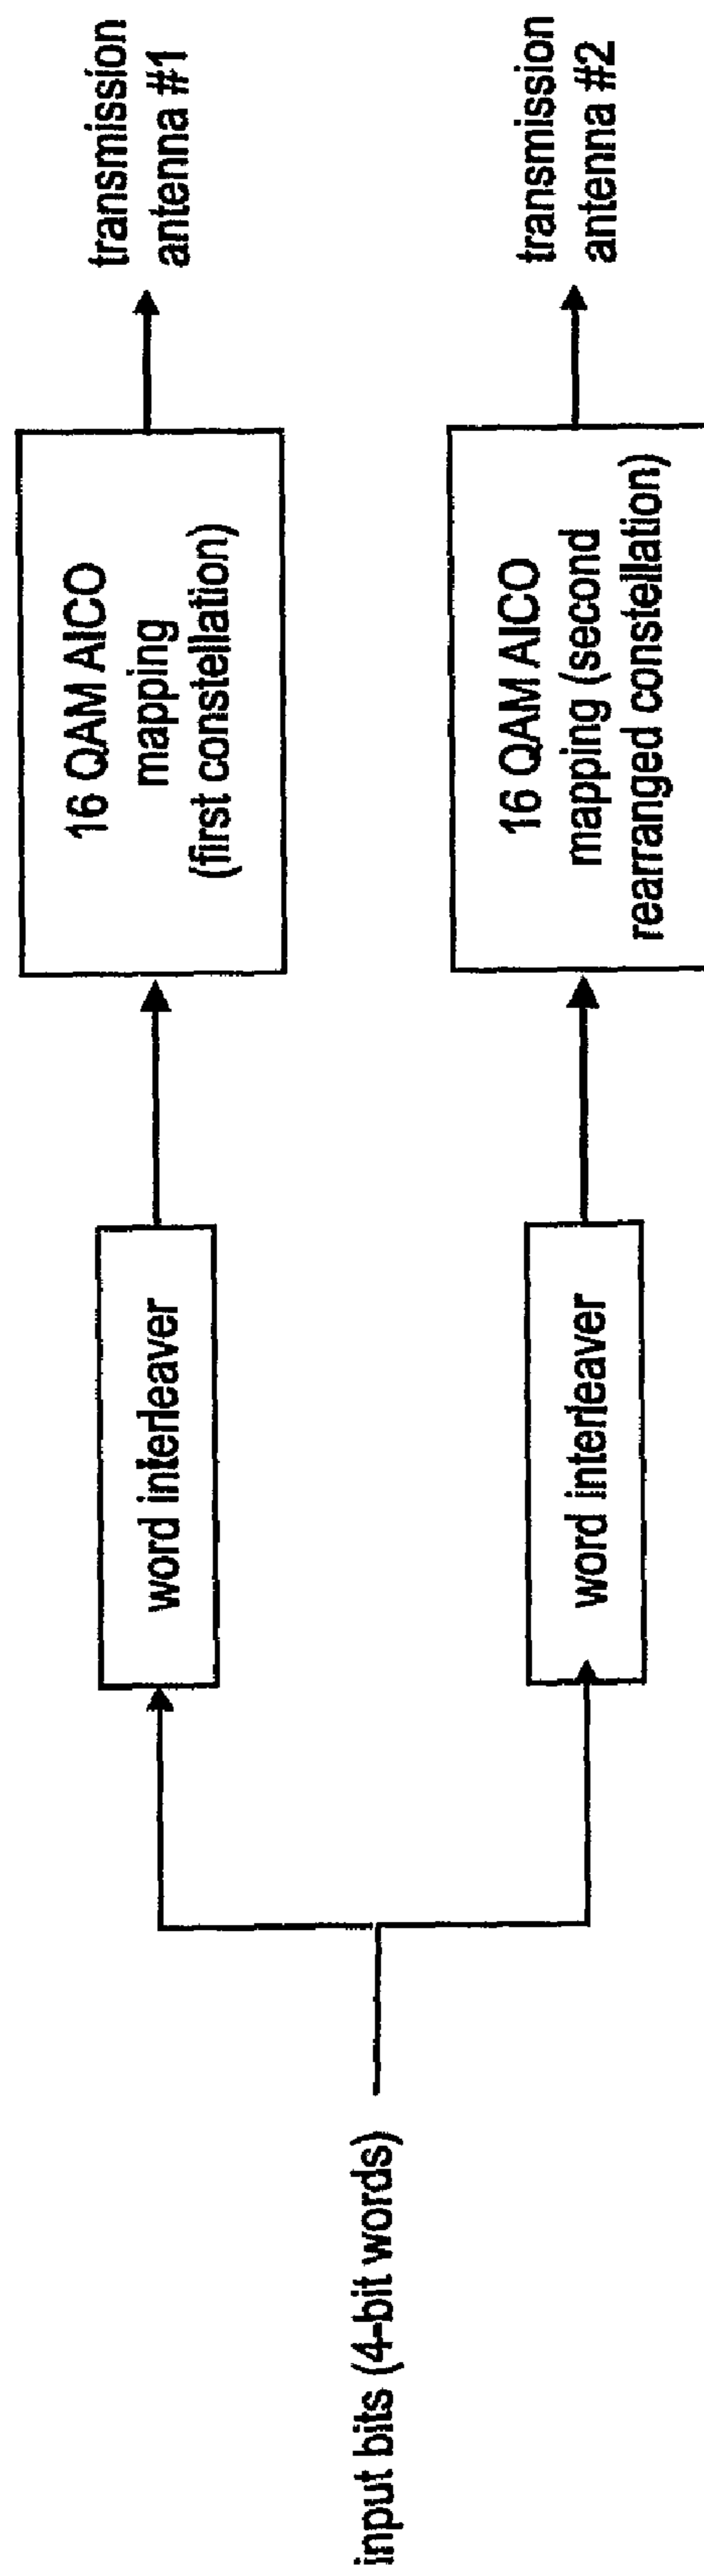 input bits (4-bit words)
word interleaver
16 QAM AICO
mapping
(first constellation)
transmission
antenna #1
word interleaver
16 QAM AICO
mapping (second
rearranged constellation)
transmission
antenna #2